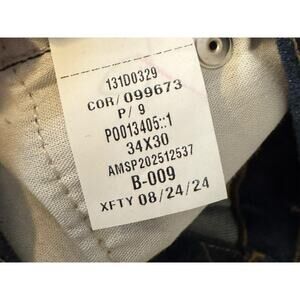 131D0329
COR/099673
P/ 9
P0013405::1
34X30
AMSP202512537
B-009
XFTY 08/24/24